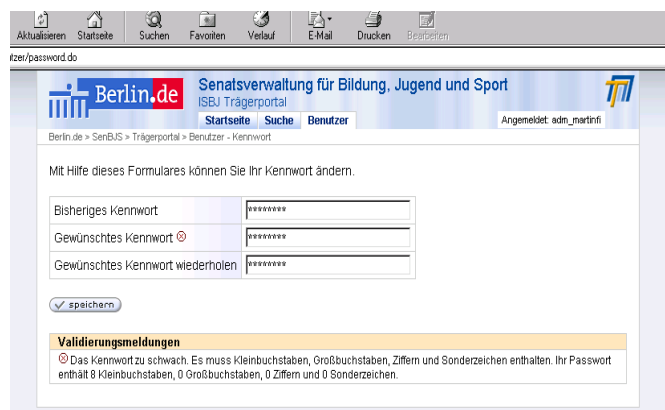 Aktualisieren Startseite Suchen Favoriten Verlauf E-Mail Drucken Bearbeiten
tzer/password.do
Berlin.de Senatsverwaltung für Bildung, Jugend und Sport
ISBJ Trägerportal
Startseite Suche Benutzer Angemeldet: adm_martinfi
Berlin.de > SenBJS > Trägerportal > Benutzer - Kennwort
Mit Hilfe dieses Formulares können Sie Ihr Kennwort ändern.
Bisheriges Kennwort ********
Gewünschtes Kennwort ********
Gewünschtes Kennwort wiederholen ********
speichern
Validierungsmeldungen
Das Kennwort zu schwach. Es muss Kleinbuchstaben, Großbuchstaben, Ziffern und Sonderzeichen enthalten. Ihr Passwort
enthält 8 Kleinbuchstaben, 0 Großbuchstaben, 0 Ziffern und 0 Sonderzeichen.